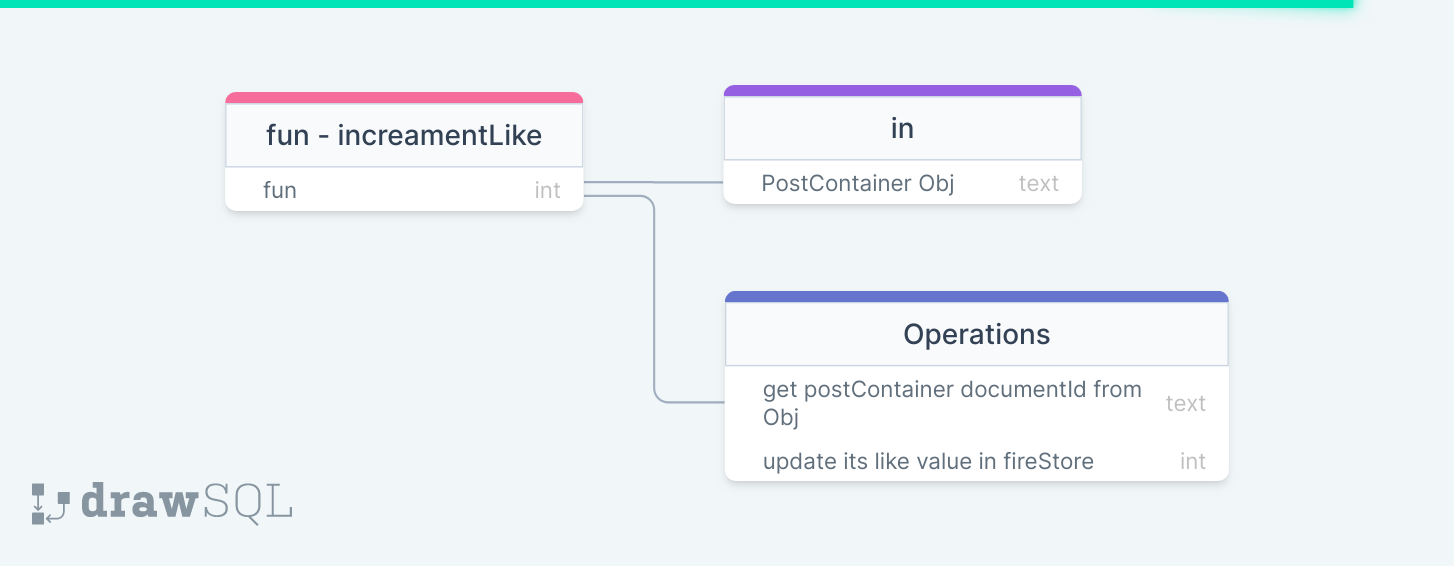 fun - increamentLike
fun int
in
PostContainer Obj text
Operations
get postContainer documentId from
Obj
text
update its like value in fireStore int
drawSQL